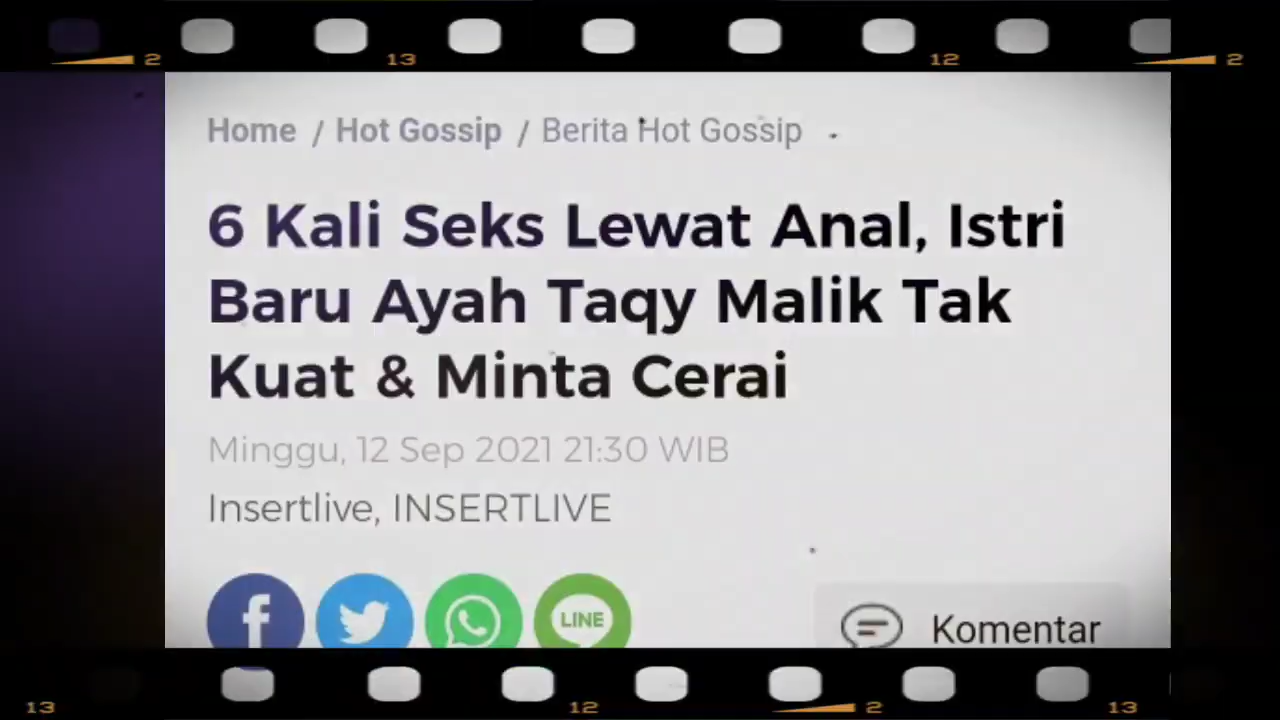 2 13 12 2
Home / Hot Gossip / Berita Hot Gossip
6 Kali Seks Lewat Anal, Istri
Baru Ayah Taqy Malik Tak
Kuat & Minta Cerai
Minggu, 12 Sep 2021 21:30 WIB
Insertlive, INSERTLIVE
f LINE Komentar
13 12 2 13